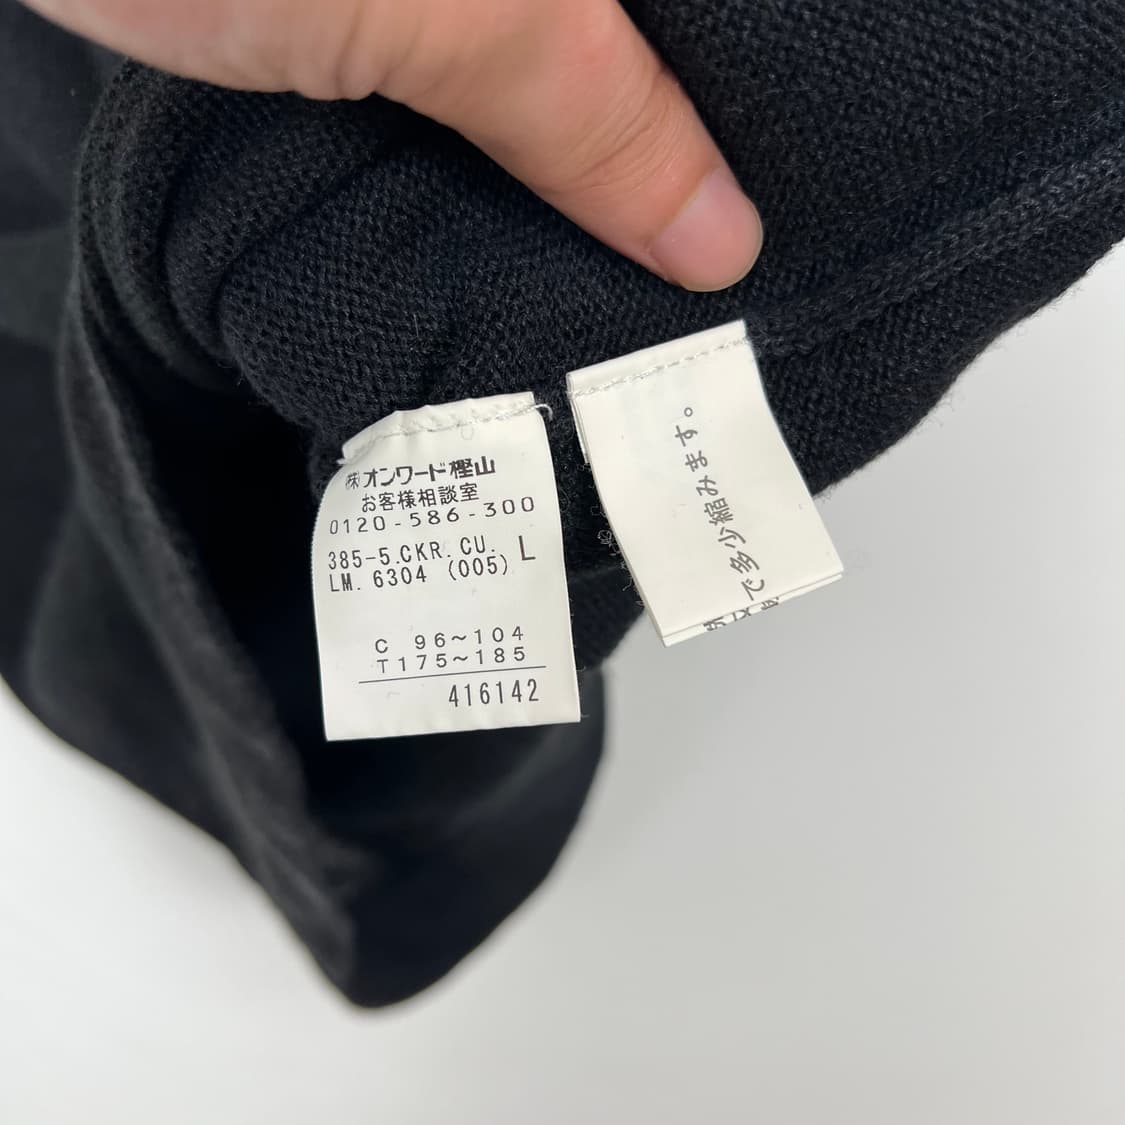 ㈱オンワード樫山
お客様相談室
0120-586-300
385-5.CKR.CU. L
LM. 6304 (005)
C 96~104
T175~185
416142
で多少縮みます。